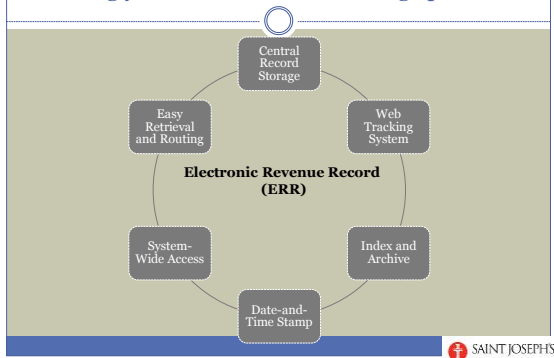 Central
Record
Storage
Easy
Retrieval
and Routing
Web
Tracking
System
Electronic Revenue Record
(ERR)
System-
Wide Access
Index and
Archive
Date-and-
Time Stamp
SAINT JOSEPH'S